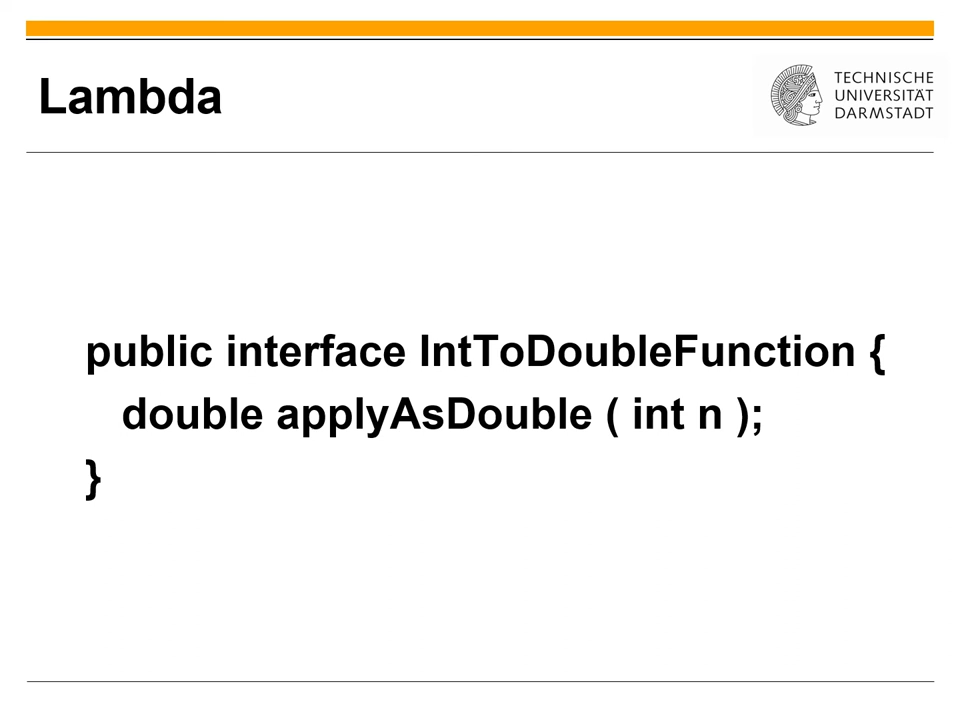 Lambda
TECHNISCHE
UNIVERSITÄT
DARMSTADT
public interface IntToDoubleFunction {
double applyAsDouble ( int n );
}